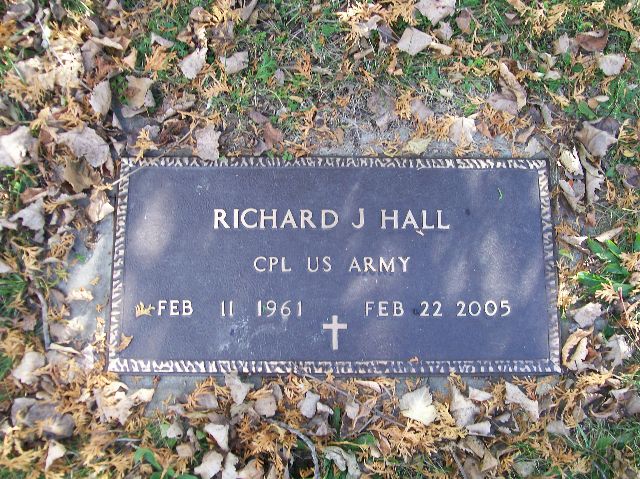 RICHARD J HALL
CPL US ARMY
FEB 11 1961 FEB 22 2005